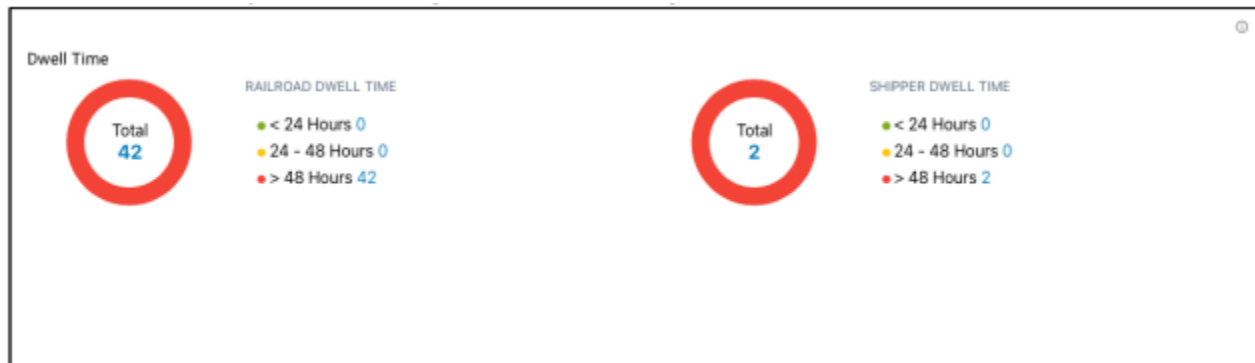 Dwell Time
Total
42
RAILROAD DWELL TIME
< 24 Hours 0
24 - 48 Hours 0
> 48 Hours 42
Total
2
SHIPPER DWELL TIME
< 24 Hours 0
24 - 48 Hours 0
> 48 Hours 2